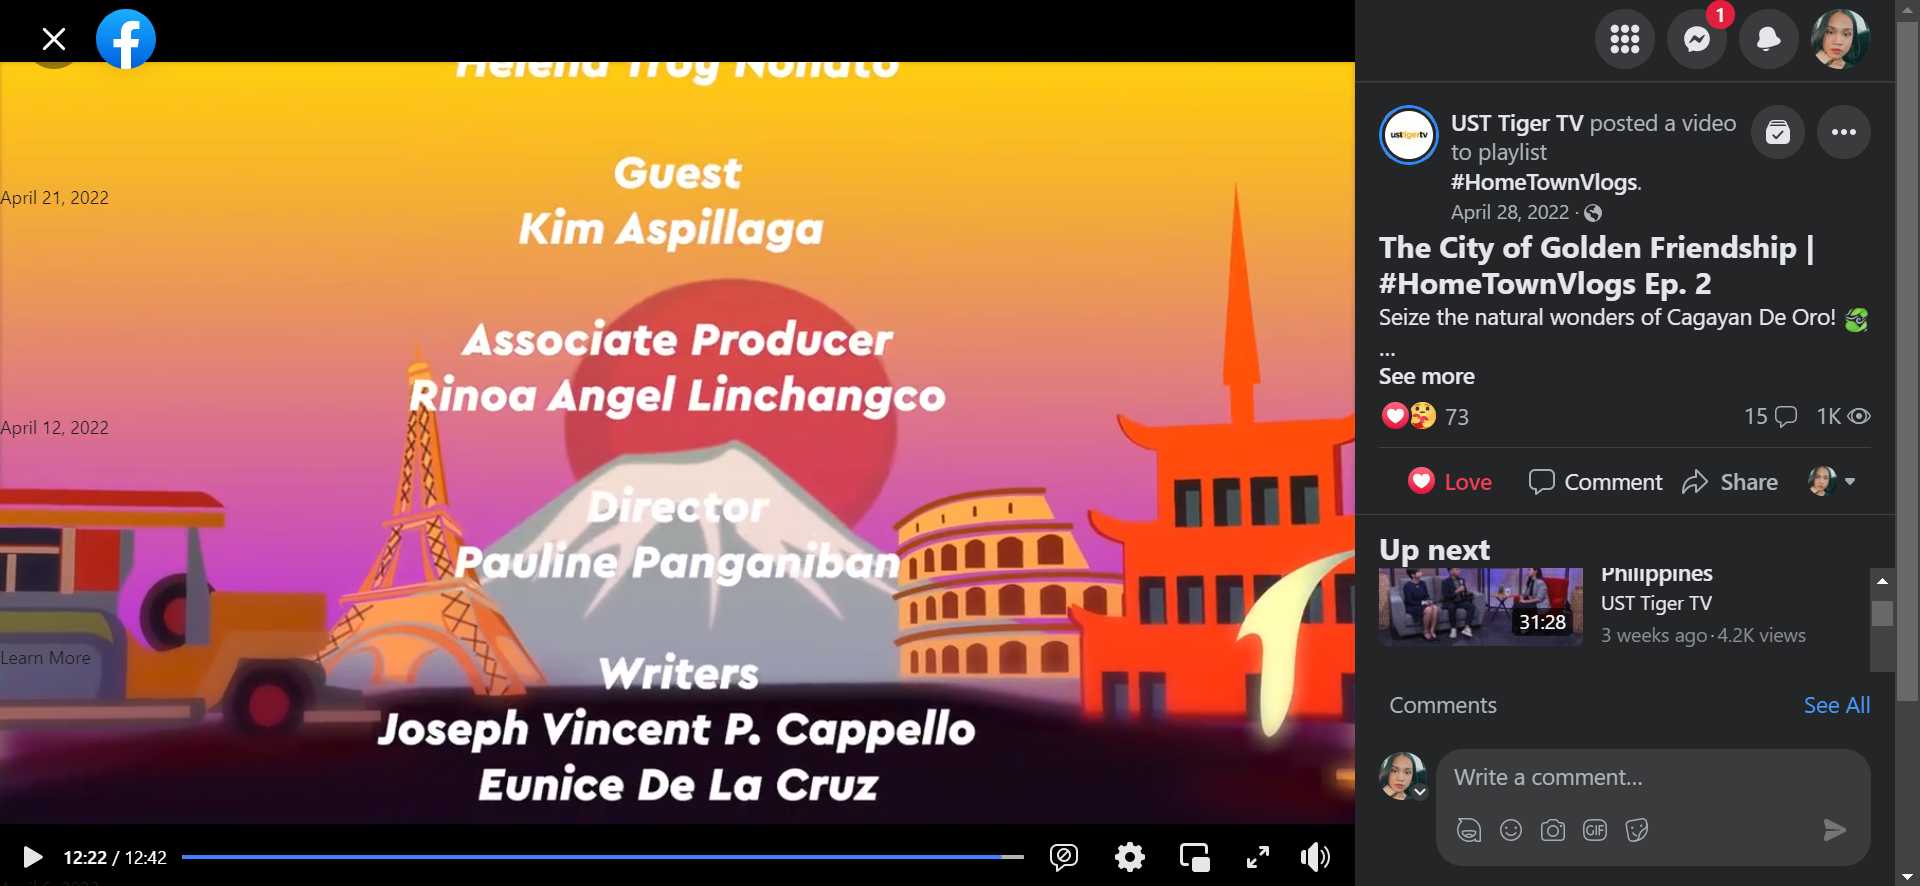 Helena Troy Nonato
Guest
Kim Aspillaga
Associate Producer
Rinoa Angel Linchangco
Director
Pauline Panganiban
Writers
Joseph Vincent P. Cappello
Eunice De La Cruz
April 21, 2022
April 12, 2022
Learn More
12:22 / 12:42
1
usttigertv
UST Tiger TV posted a video
to playlist
#HomeTownVlogs.
April 28, 2022 ·
The City of Golden Friendship |
#HomeTownVlogs Ep. 2
Seize the natural wonders of Cagayan De Oro!
...
See more
73
15
1K
Love
Comment
Share
Up next
31:28
Philippines
UST Tiger TV
3 weeks ago · 4.2K views
Comments
See All
Write a comment...
GIF